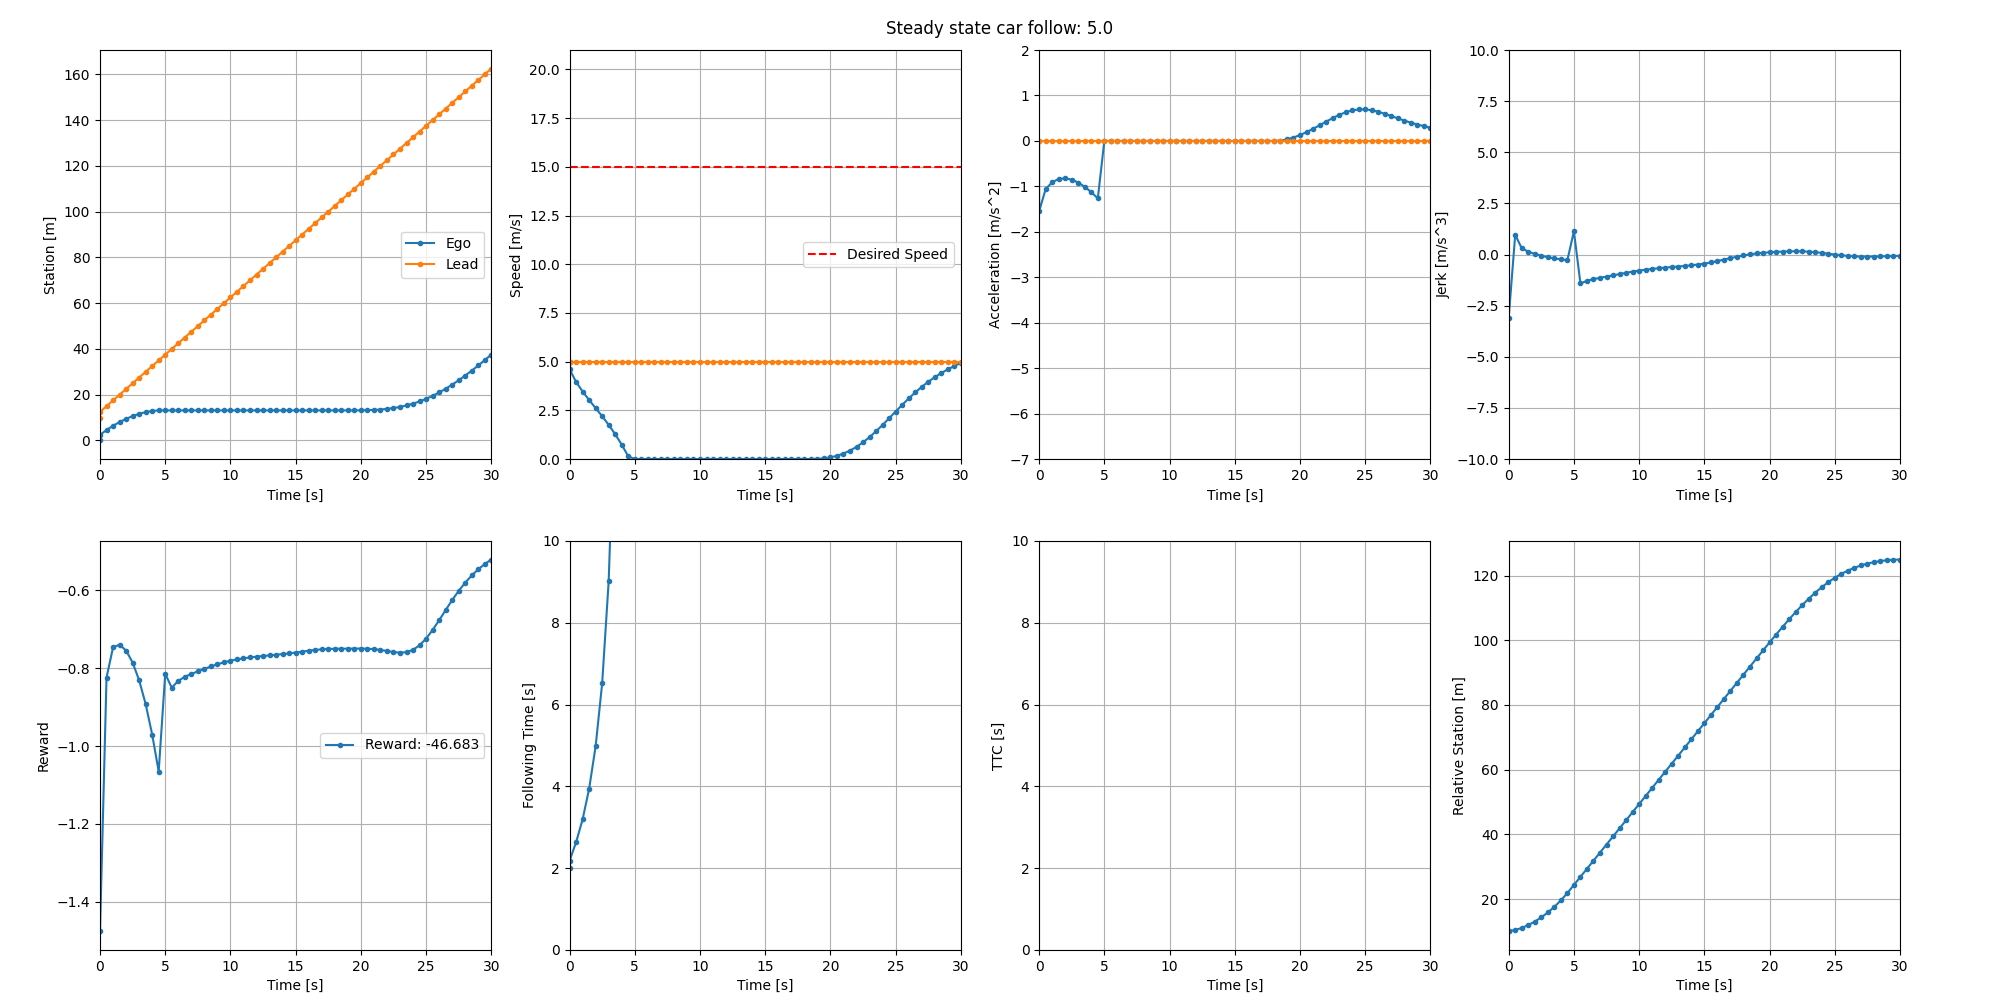 Steady state car follow: 5.0
160
140
120
100
80
60
40
20
0
Station [m]
Ego
Lead
0 5 10 15 20 25 30
Time [s]
20.0
17.5
15.0
12.5
10.0
7.5
5.0
2.5
0.0
Speed [m/s]
Desired Speed
0 5 10 15 20 25 30
Time [s]
2
1
0
−1
−2
−3
−4
−5
−6
−7
Acceleration [m/s^2]
0 5 10 15 20 25 30
Time [s]
10.0
7.5
5.0
2.5
0.0
−2.5
−5.0
−7.5
−10.0
Jerk [m/s^3]
0 5 10 15 20 25 30
Time [s]
−0.6
−0.8
−1.0
−1.2
−1.4
Reward
Reward: -46.683
0 5 10 15 20 25 30
Time [s]
10
8
6
4
2
0
Following Time [s]
0 5 10 15 20 25 30
Time [s]
10
8
6
4
2
0
TTC [s]
0 5 10 15 20 25 30
Time [s]
120
100
80
60
40
20
Relative Station [m]
0 5 10 15 20 25 30
Time [s]